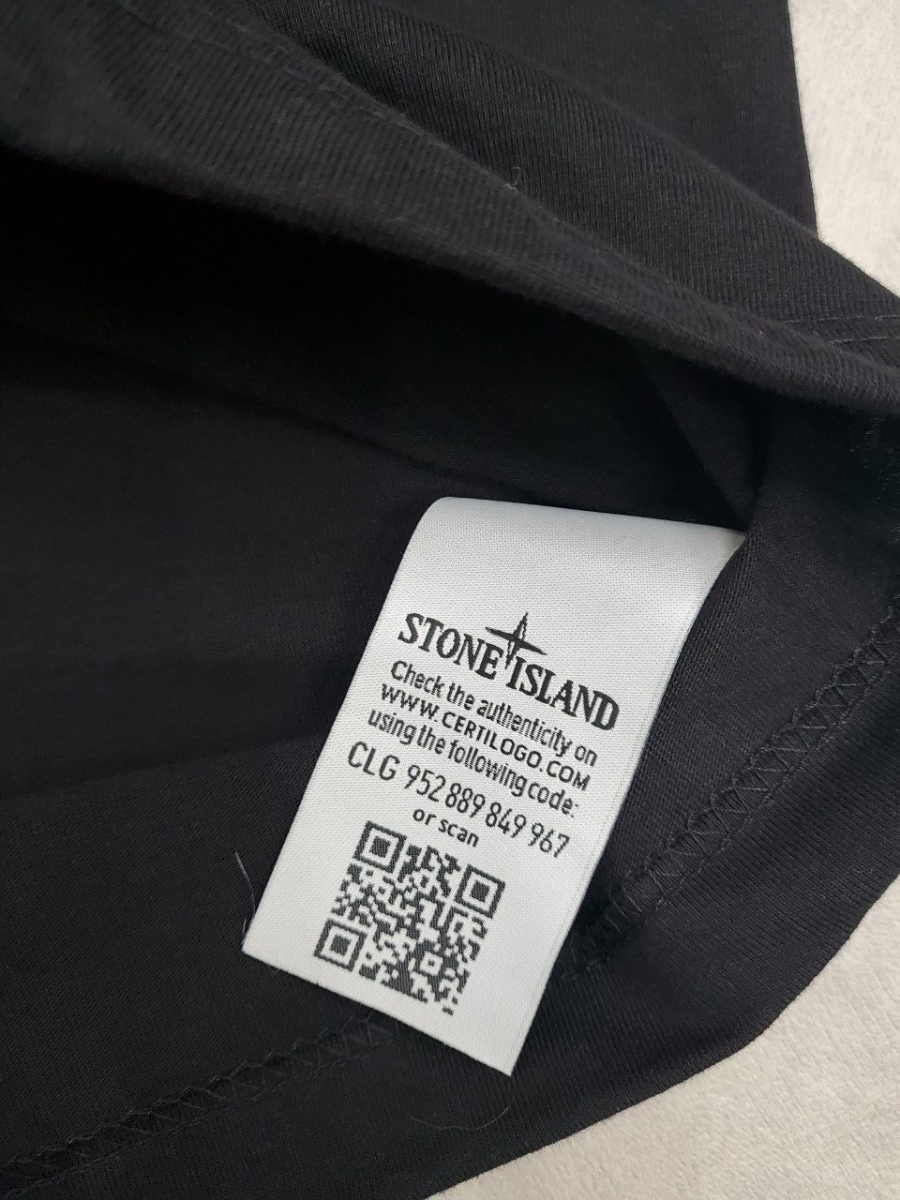 STONE ISLAND
Check the authenticity on
WWW.CERTILOGO.COM
using the following code:
CLG 952 889 849 967
or scan